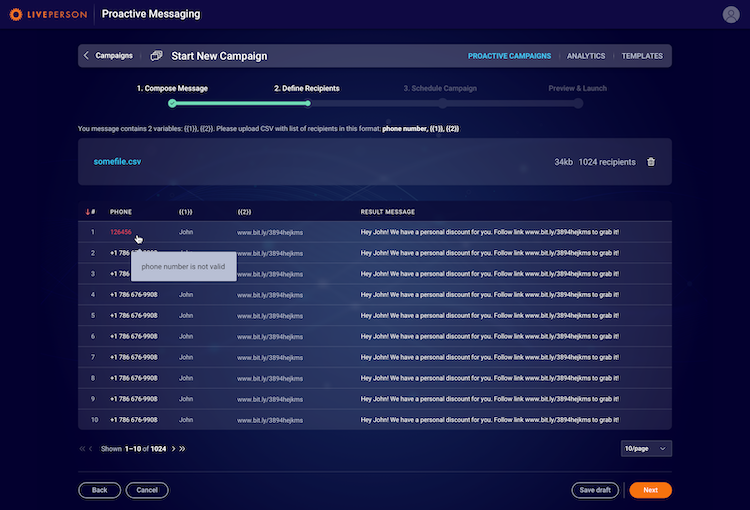 LIVEPERSON Proactive Messaging
Campaigns Start New Campaign PROACTIVE CAMPAIGNS ANALYTICS TEMPLATES
1. Compose Message 2. Define Recipients 3. Schedule Campaign Preview & Launch
You message contains 2 variables: {{1}}, {{2}}. Please upload CSV with list of recipients in this format: phone number, {{1}}, {{2}}
somefile.csv 34kb 1024 recipients
# PHONE {{1}} {{2}} RESULT MESSAGE
1 126456 John www.bit.ly/3894hejkms Hey John! We have a personal discount for you. Follow link www.bit.ly/3894hejkms to grab it!
2 +1 786 www.bit.ly/3894hejkms Hey John! We have a personal discount for you. Follow link www.bit.ly/3894hejkms to grab it!
phone number is not valid
3 +1 786 www.bit.ly/3894hejkms Hey John! We have a personal discount for you. Follow link www.bit.ly/3894hejkms to grab it!
4 +1 786 676-9908 John www.bit.ly/3894hejkms Hey John! We have a personal discount for you. Follow link www.bit.ly/3894hejkms to grab it!
5 +1 786 676-9908 John www.bit.ly/3894hejkms Hey John! We have a personal discount for you. Follow link www.bit.ly/3894hejkms to grab it!
6 +1 786 676-9908 John www.bit.ly/3894hejkms Hey John! We have a personal discount for you. Follow link www.bit.ly/3894hejkms to grab it!
7 +1 786 676-9908 John www.bit.ly/3894hejkms Hey John! We have a personal discount for you. Follow link www.bit.ly/3894hejkms to grab it!
8 +1 786 676-9908 John www.bit.ly/3894hejkms Hey John! We have a personal discount for you. Follow link www.bit.ly/3894hejkms to grab it!
9 +1 786 676-9908 John www.bit.ly/3894hejkms Hey John! We have a personal discount for you. Follow link www.bit.ly/3894hejkms to grab it!
10 +1 786 676-9908 John www.bit.ly/3894hejkms Hey John! We have a personal discount for you. Follow link www.bit.ly/3894hejkms to grab it!
Shown 1–10 of 1024 10/page
Back Cancel Save draft Next